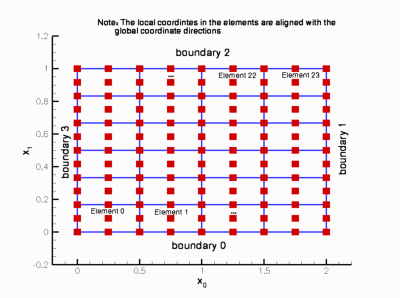 Note: The local coordintes in the elements are aligned with the
global coordinate directions
boundary 2
1.2
1
0.8
0.6
0.4
0.2
0
-0.2
x1
boundary 3
...
Element 22
Element 23
boundary 1
Element 0
Element 1
...
boundary 0
0
0.5
1
1.5
2
x0